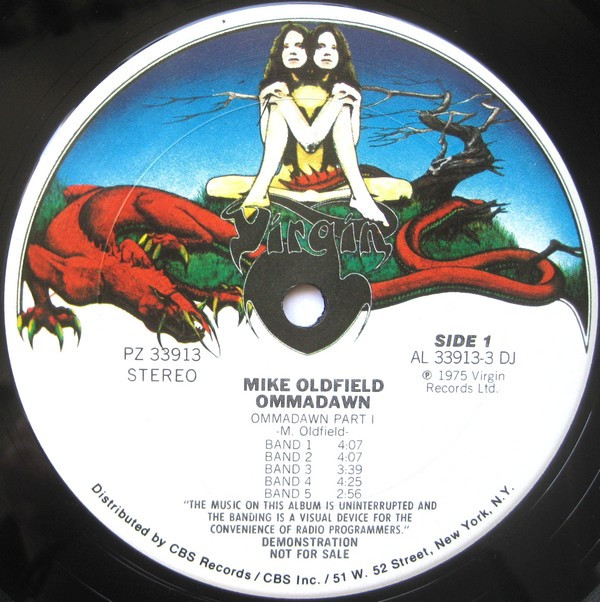 Virgin
PZ 33913
STEREO
SIDE 1
AL 33913-3 DJ
℗ 1975 Virgin
Records Ltd.
MIKE OLDFIELD
OMMADAWN
OMMADAWN PART I
-M. Oldfield-
BAND 1 4:07
BAND 2 4:07
BAND 3 3:39
BAND 4 4:25
BAND 5 2:56
"THE MUSIC ON THIS ALBUM IS UNINTERRUPTED AND
THE BANDING IS A VISUAL DEVICE FOR THE
CONVENIENCE OF RADIO PROGRAMMERS."
DEMONSTRATION
NOT FOR SALE
Distributed by CBS Records / CBS Inc. / 51 W. 52 Street, New York, N.Y.